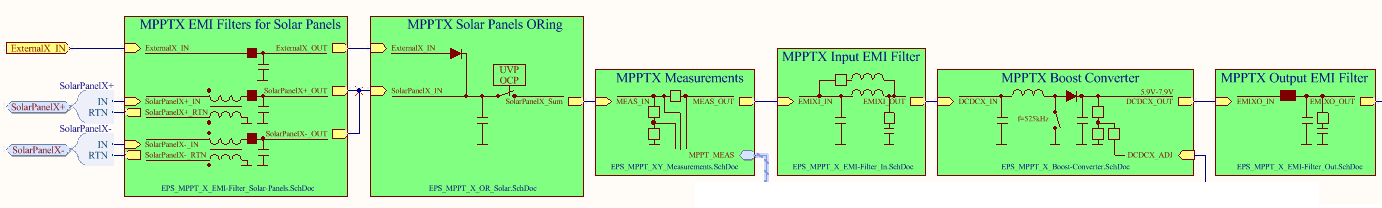 ExternalX_IN
SolarPanelX+
IN
SolarPanelX+
RTN
SolarPanelX-
IN
SolarPanelX-
RTN
MPPTX EMI Filters for Solar Panels
ExternalX_IN
ExternalX_OUT
SolarPanelX+_IN
SolarPanelX+_OUT
SolarPanelX+_RTN
SolarPanelX-_OUT
SolarPanelX-_IN
SolarPanelX-_RTN
EPS_MPPT_X_EMI-Filter_Solar-Panels.SchDoc
MPPTX Solar Panels ORing
ExternalX_IN
UVP
OCP
SolarPanelX_IN
SolarPanelX_Sum
EPS_MPPT_X_OR_Solar.SchDoc
MPPTX Measurements
MEAS_IN
MEAS_OUT
MPPT_MEAS
EPS_MPPT_XY_Measurements.SchDoc
MPPTX Input EMI Filter
EMIXI_IN
EMIXI_OUT
EPS_MPPT_X_EMI-Filter_In.SchDoc
MPPTX Boost Converter
5.9V-7.9V
DCDCX_IN
DCDCX_OUT
f=525kHz
DCDCX_ADJ
EPS_MPPT_X_Boost-Converter.SchDoc
MPPTX Output EMI Filter
EMIXO_IN
EMIXO_OUT
EPS_MPPT_X_EMI-Filter_Out.SchDoc